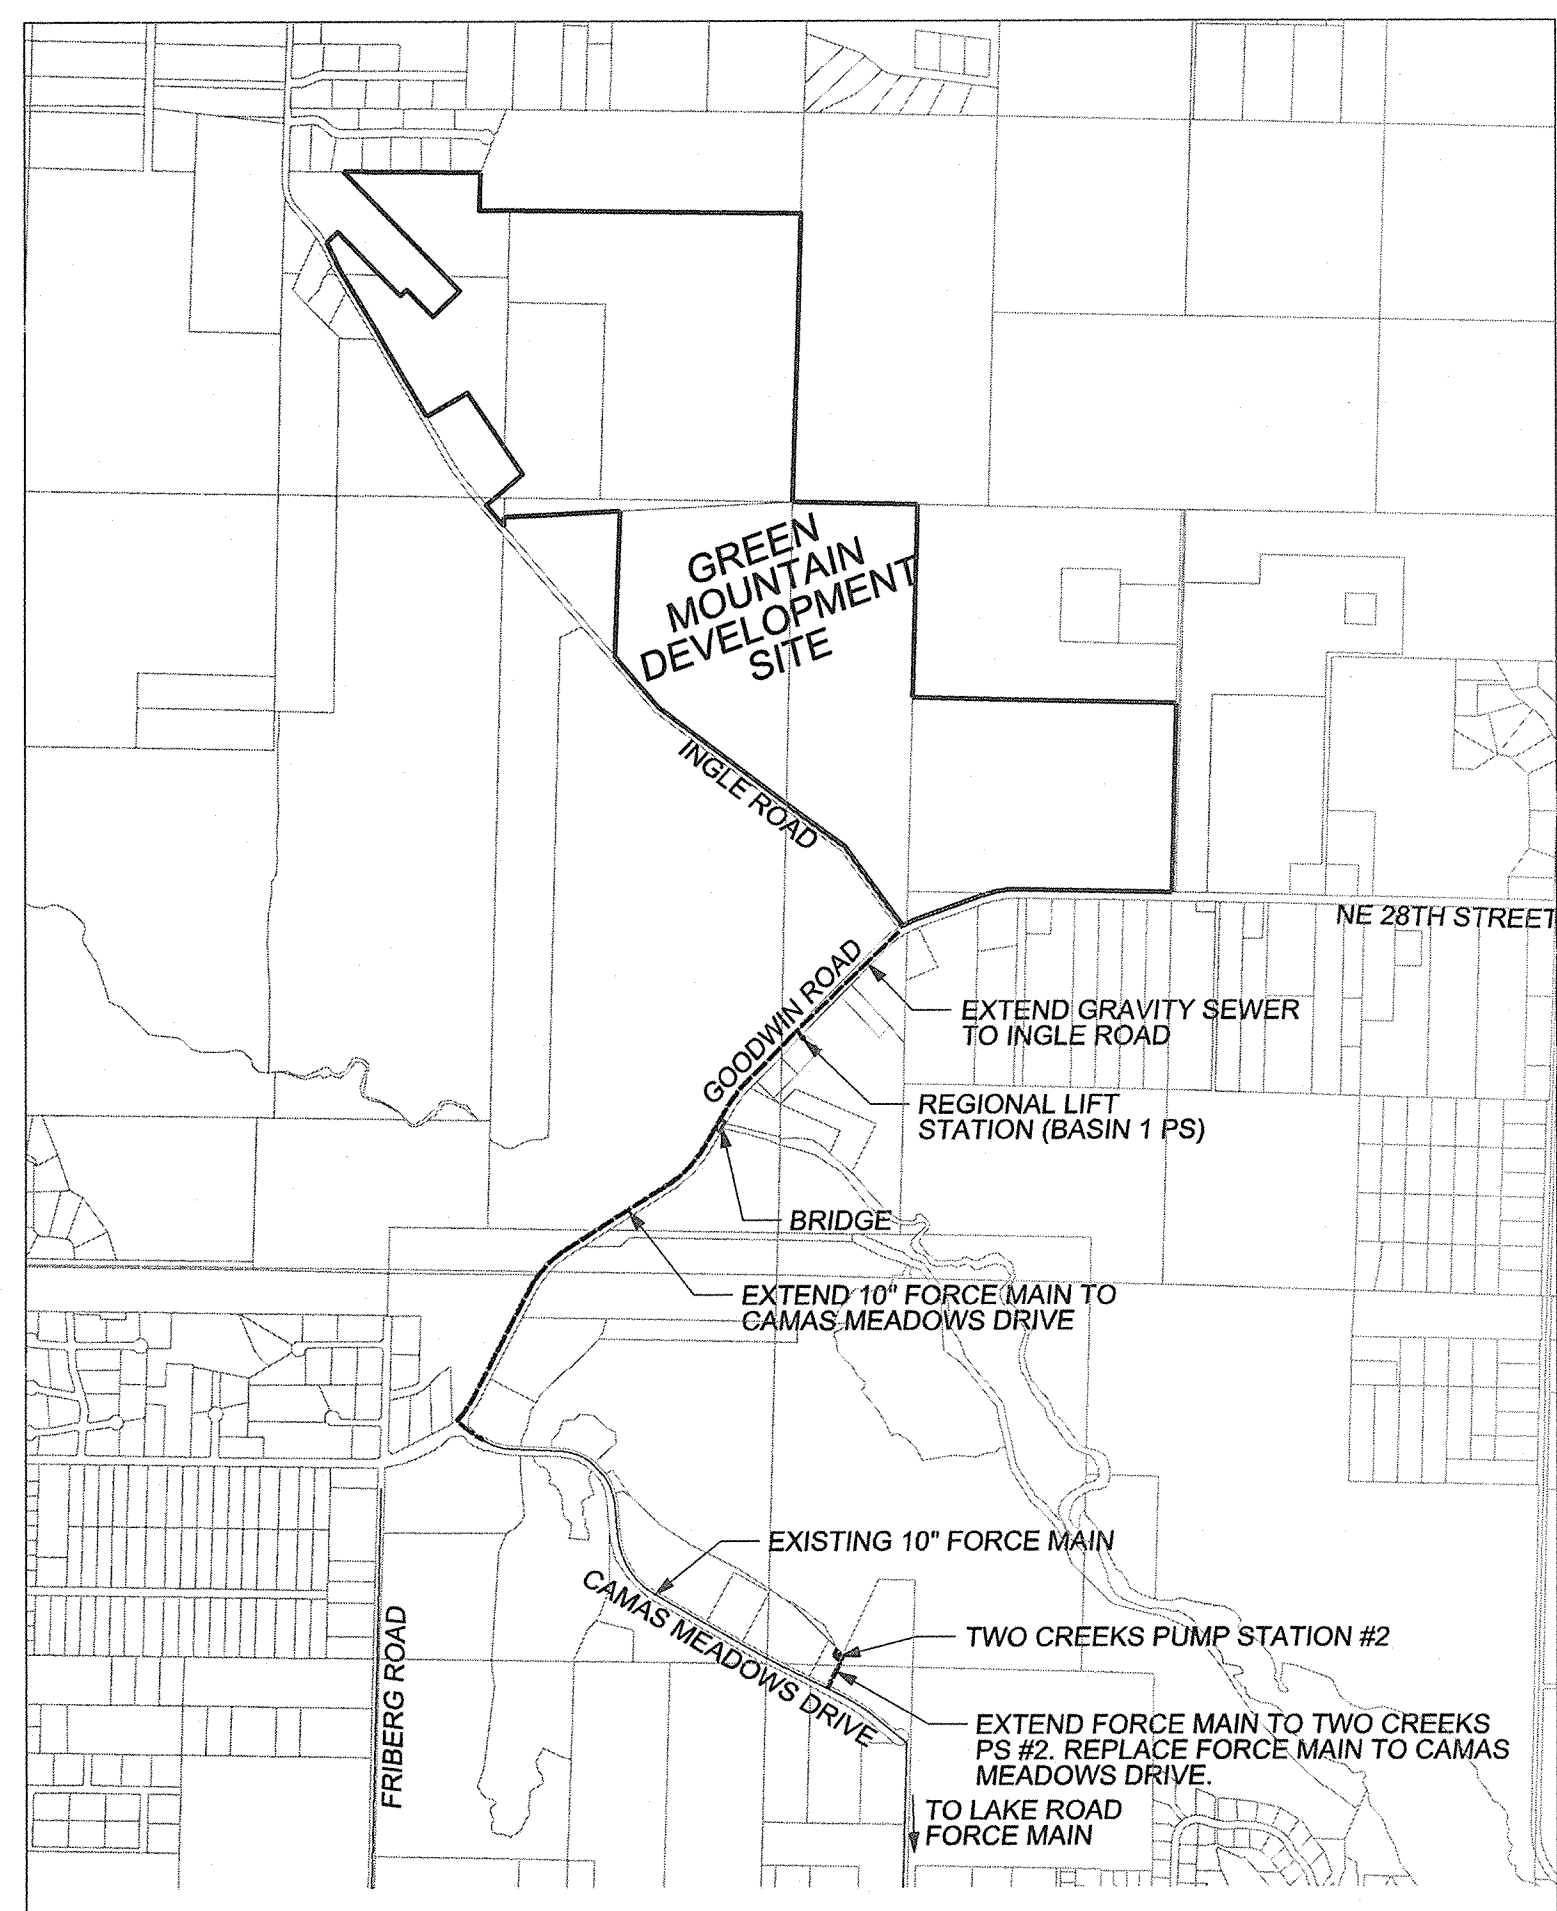 GREEN
MOUNTAIN
DEVELOPMENT
SITE
INGLE ROAD
NE 28TH STREET
GOODWIN ROAD
EXTEND GRAVITY SEWER
TO INGLE ROAD
REGIONAL LIFT
STATION (BASIN 1 PS)
BRIDGE
EXTEND 10" FORCE MAIN TO
CAMAS MEADOWS DRIVE
EXISTING 10" FORCE MAIN
CAMAS MEADOWS DRIVE
FRIBERG ROAD
TWO CREEKS PUMP STATION #2
EXTEND FORCE MAIN TO TWO CREEKS
PS #2. REPLACE FORCE MAIN TO CAMAS
MEADOWS DRIVE.
TO LAKE ROAD
FORCE MAIN